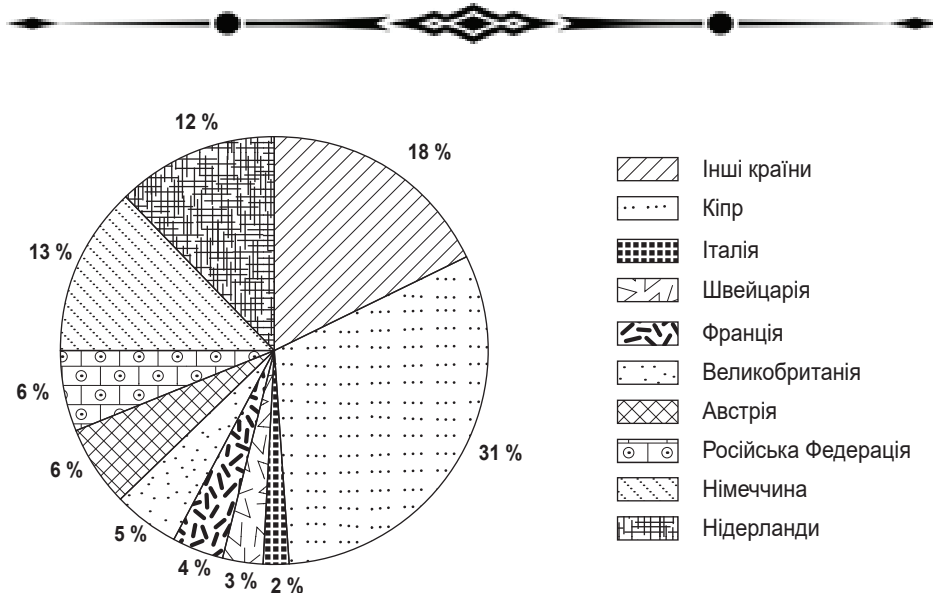 12 %
18 %
13 %
6 %
6 %
5 %
4 %
3 %
2 %
31 %
Інші країни
Кіпр
Італія
Швейцарія
Франція
Великобританія
Австрія
Російська Федерація
Німеччина
Нідерланди